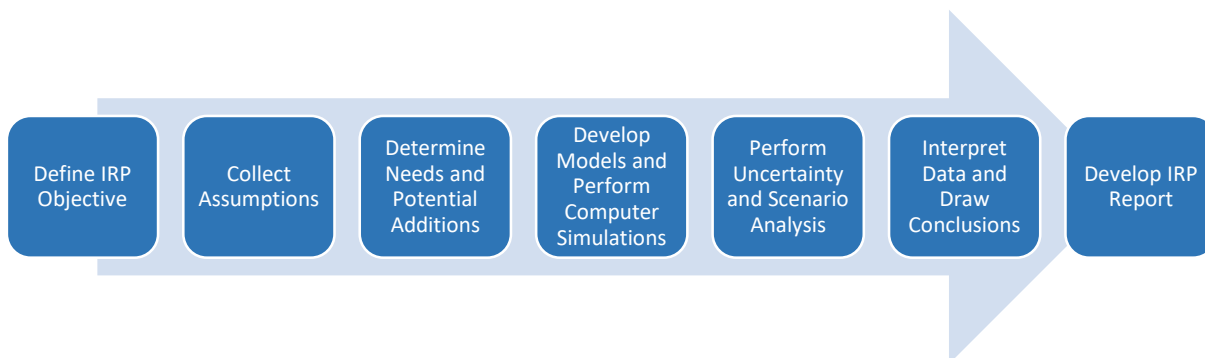 Define IRP
Objective
Collect
Assumptions
Determine
Needs and
Potential
Additions
Develop
Models and
Perform
Computer
Simulations
Perform
Uncertainty
and Scenario
Analysis
Interpret
Data and
Draw
Conclusions
Develop IRP
Report